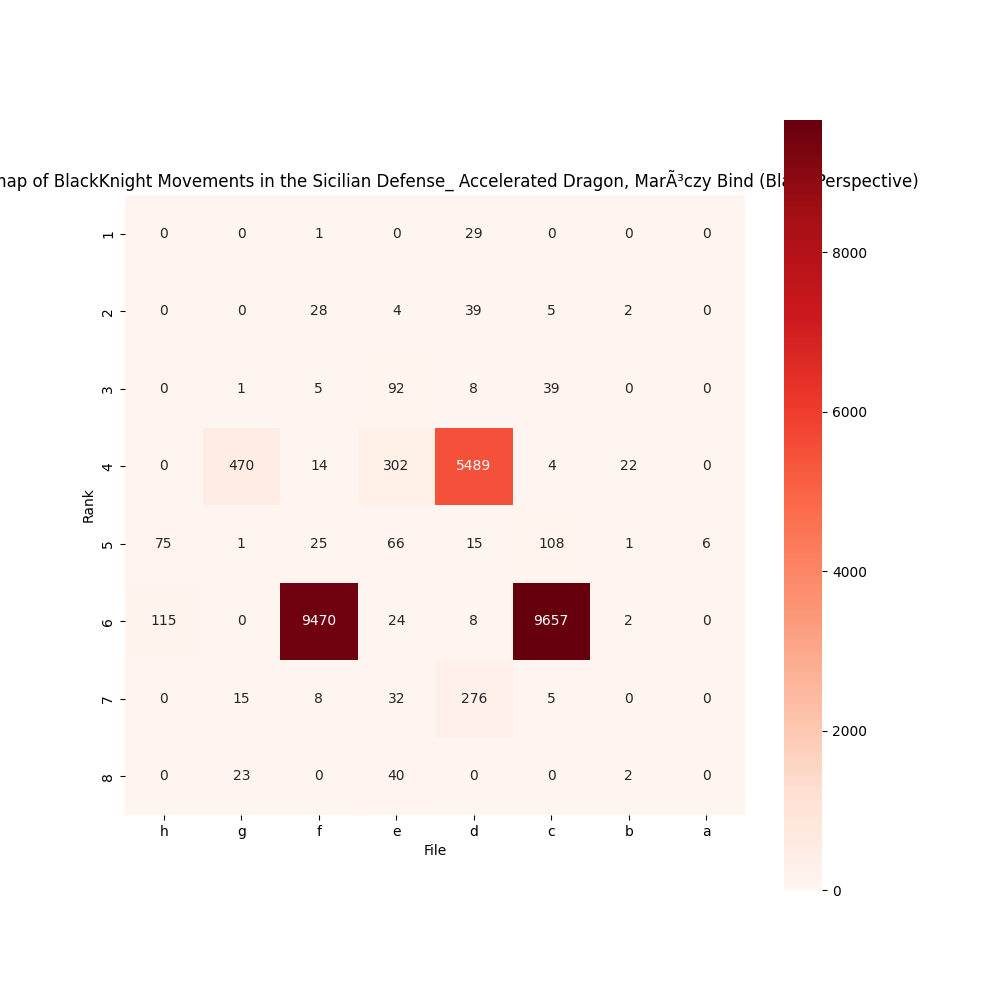 map of BlackKnight Movements in the Sicilian Defense_ Accelerated Dragon, MarÃ³czy Bind (Bla Perspective)
1 0 0 1 0 29 0 0 0
2 0 0 28 4 39 5 2 0
3 0 1 5 92 8 39 0 0
4 0 470 14 302 5489 4 22 0
5 75 1 25 66 15 108 1 6
6 115 0 9470 24 8 9657 2 0
7 0 15 8 32 276 5 0 0
8 0 23 0 40 0 0 2 0
h g f e d c b a
File
Rank
8000
6000
4000
2000
0